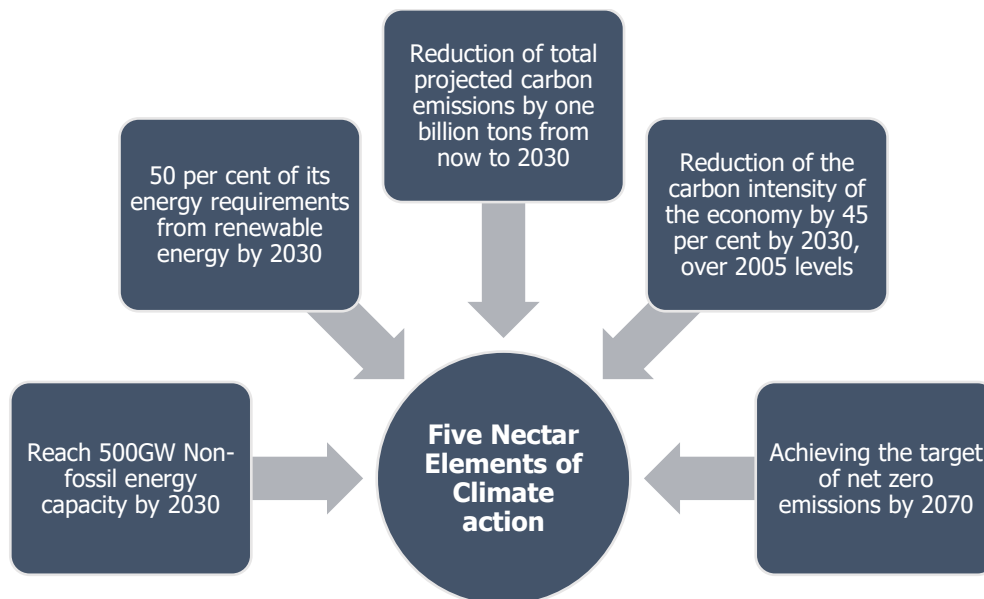 Reduction of total
projected carbon
emissions by one
billion tons from
now to 2030
50 per cent of its
energy requirements
from renewable
energy by 2030
Reduction of the
carbon intensity of
the economy by 45
per cent by 2030,
over 2005 levels
Reach 500GW Non-
fossil energy
capacity by 2030
Five Nectar
Elements of
Climate
action
Achieving the target
of net zero
emissions by 2070